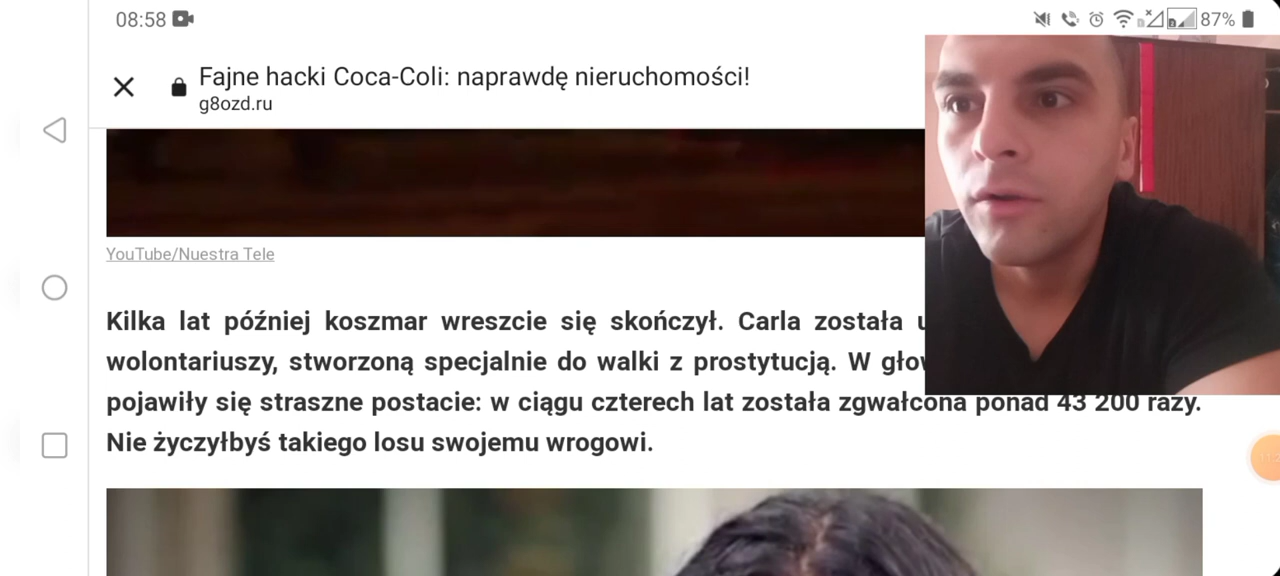 08:58
87%
Fajne hacki Coca-Coli: naprawdę nieruchomości!
g8ozd.ru
YouTube/Nuestra Tele
Kilka lat później koszmar wreszcie się skończył. Carla została
wolontariuszy, stworzoną specjalnie do walki z prostytucją. W
pojawiły się straszne postacie: w ciągu czterech lat została zgwałcona ponad 43 200 razy.
Nie życzyłbyś takiego losu swojemu wrogowi.